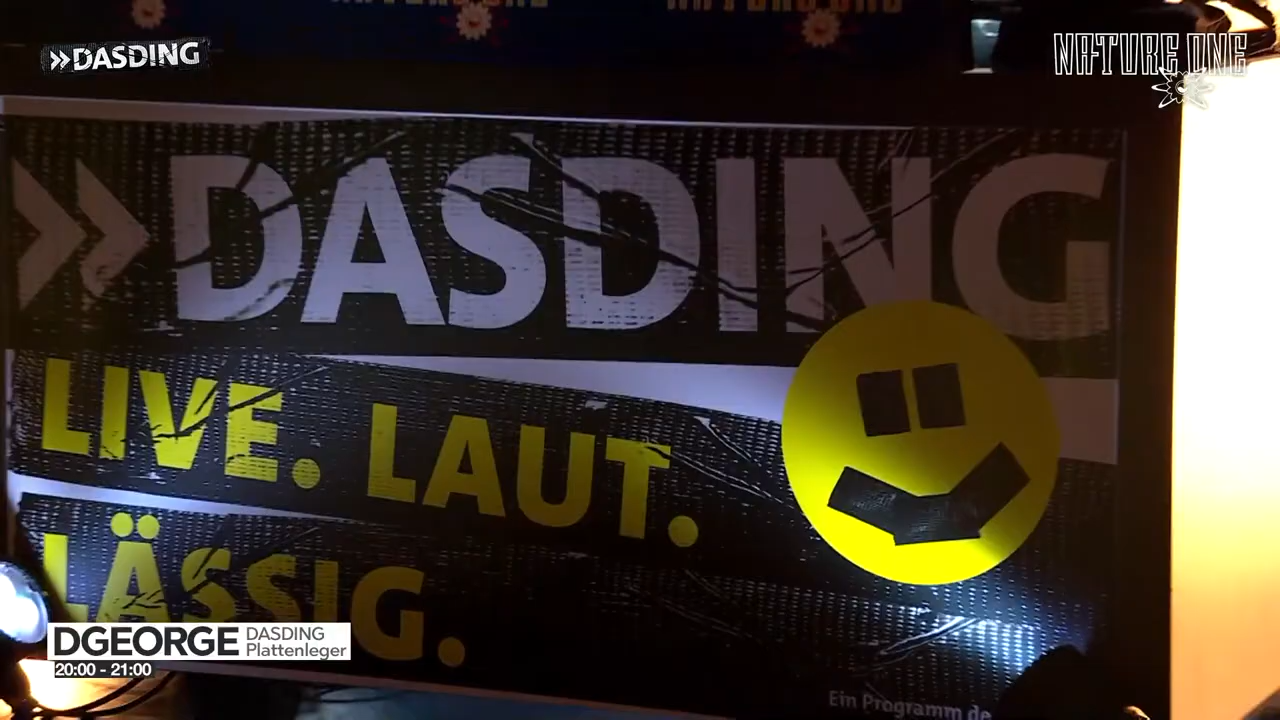 »DASDING
NATURE ONE
»DASDING
LIVE. LAUT.
LÄSSIG.
DGEORGE DASDING
Plattenleger
20:00 - 21:00
Ein Programm de